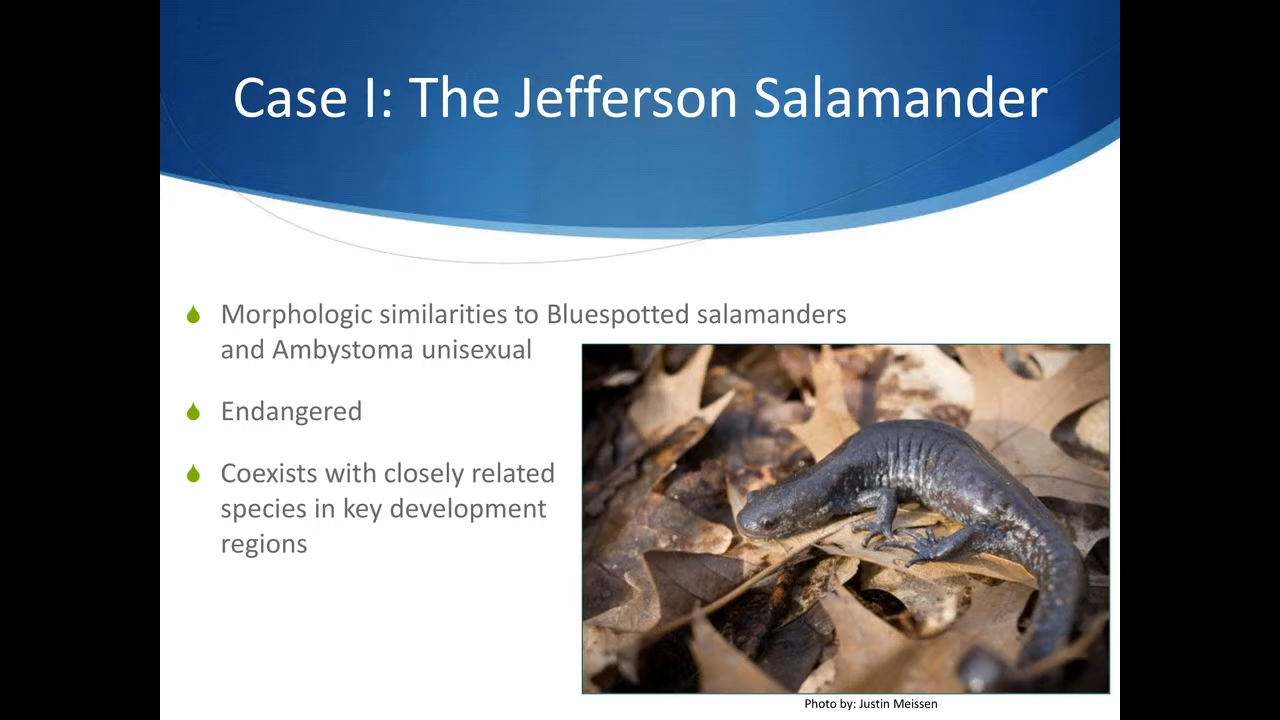 Case I: The Jefferson Salamander
Morphologic similarities to Bluespotted salamanders
and Ambystoma unisexual
Endangered
Coexists with closely related
species in key development
regions
Photo by: Justin Meissen